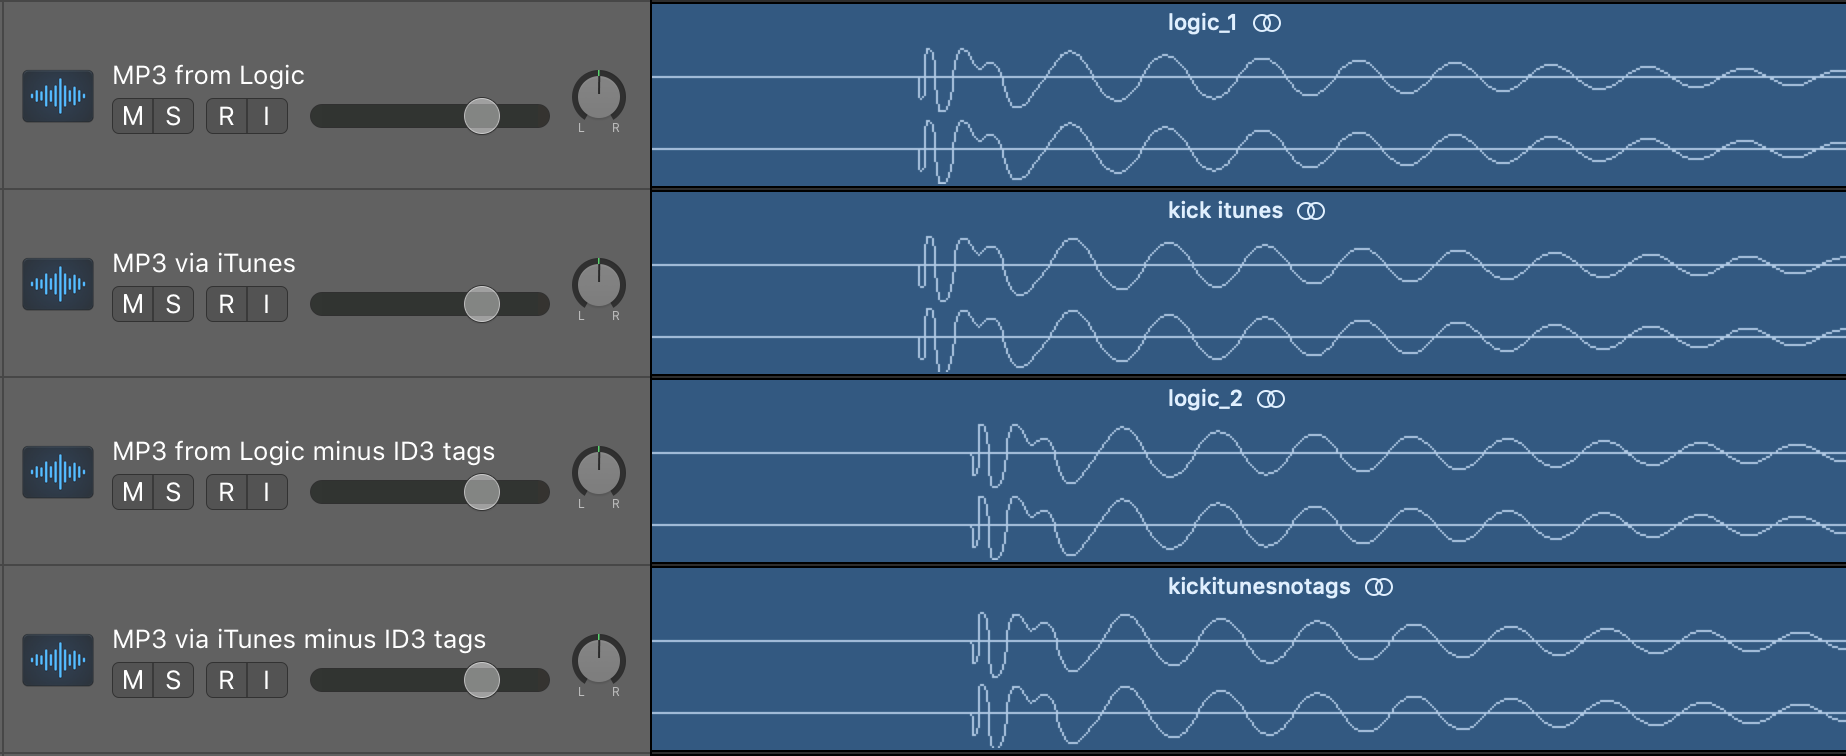 MP3 from Logic
M S R I
L R
logic_1
MP3 via iTunes
M S R I
L R
kick itunes
MP3 from Logic minus ID3 tags
M S R I
L R
logic_2
MP3 via iTunes minus ID3 tags
M S R I
L R
kickitunesnotags